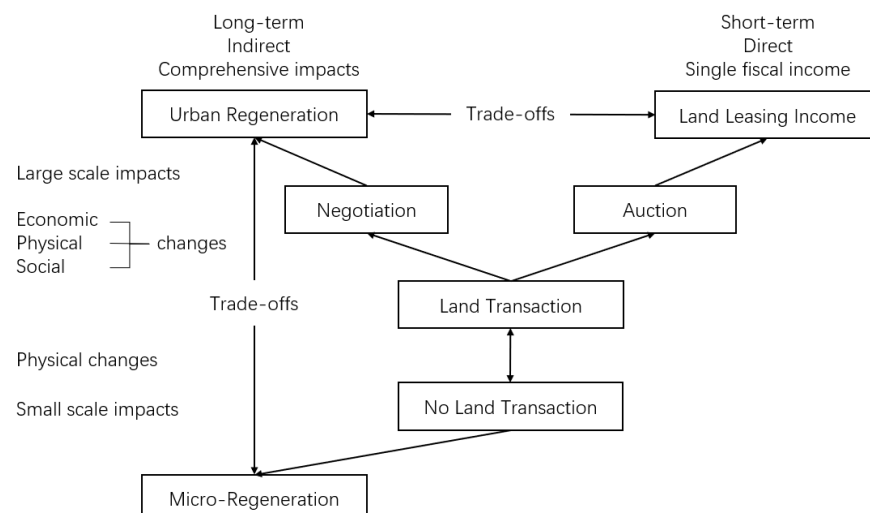 Long-term
Indirect
Comprehensive impacts
Short-term
Direct
Single fiscal income
Urban Regeneration
Trade-offs
Land Leasing Income
Large scale impacts
Negotiation
Auction
Economic
Physical
Social
changes
Land Transaction
Trade-offs
Physical changes
Small scale impacts
No Land Transaction
Micro-Regeneration